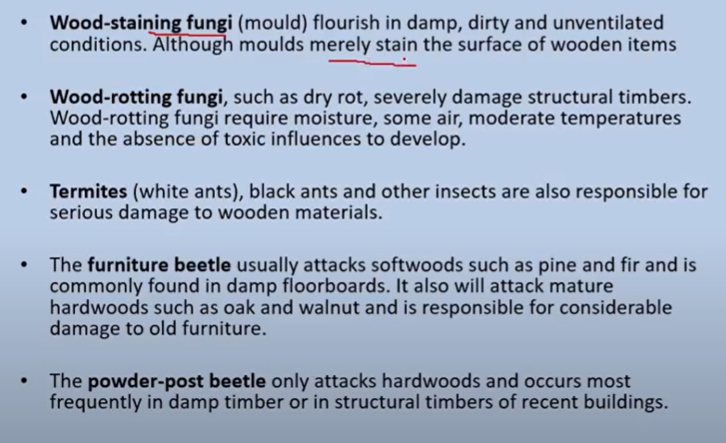 • Wood-staining fungi (mould) flourish in damp, dirty and unventilated
conditions. Although moulds merely stain the surface of wooden items
• Wood-rotting fungi, such as dry rot, severely damage structural timbers.
Wood-rotting fungi require moisture, some air, moderate temperatures
and the absence of toxic influences to develop.
• Termites (white ants), black ants and other insects are also responsible for
serious damage to wooden materials.
• The furniture beetle usually attacks softwoods such as pine and fir and is
commonly found in damp floorboards. It also will attack mature
hardwoods such as oak and walnut and is responsible for considerable
damage to old furniture.
• The powder-post beetle only attacks hardwoods and occurs most
frequently in damp timber or in structural timbers of recent buildings.